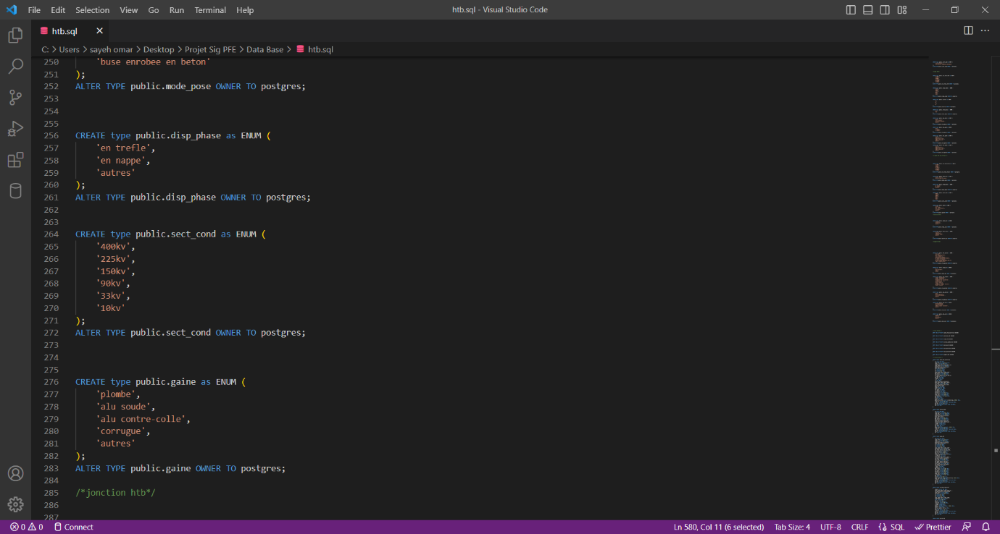 File Edit Selection View Go Run Terminal Help
htb.sql - Visual Studio Code
htb.sql
C: > Users > sayeh omar > Desktop > Projet Sig PFE > Data Base > htb.sql
250 'buse enrobee en beton'
251 );
252 ALTER TYPE public.mode_pose OWNER TO postgres;
253
254
255
256 CREATE type public.disp_phase as ENUM (
257 'en trefle',
258 'en nappe',
259 'autres'
260 );
261 ALTER TYPE public.disp_phase OWNER TO postgres;
262
263
264 CREATE type public.sect_cond as ENUM (
265 '400kv',
266 '225kv',
267 '150kv',
268 '90kv',
269 '33kv',
270 '10kv'
271 );
272 ALTER TYPE public.sect_cond OWNER TO postgres;
273
274
275
276 CREATE type public.gaine as ENUM (
277 'plombe',
278 'alu soude',
279 'alu contre-colle',
280 'corrugue',
281 'autres'
282 );
283 ALTER TYPE public.gaine OWNER TO postgres;
284
285 /*jonction htb*/
286
287
0 0 Connect
Ln 580, Col 11 (6 selected) Tab Size: 4 UTF-8 CRLF SQL Prettier